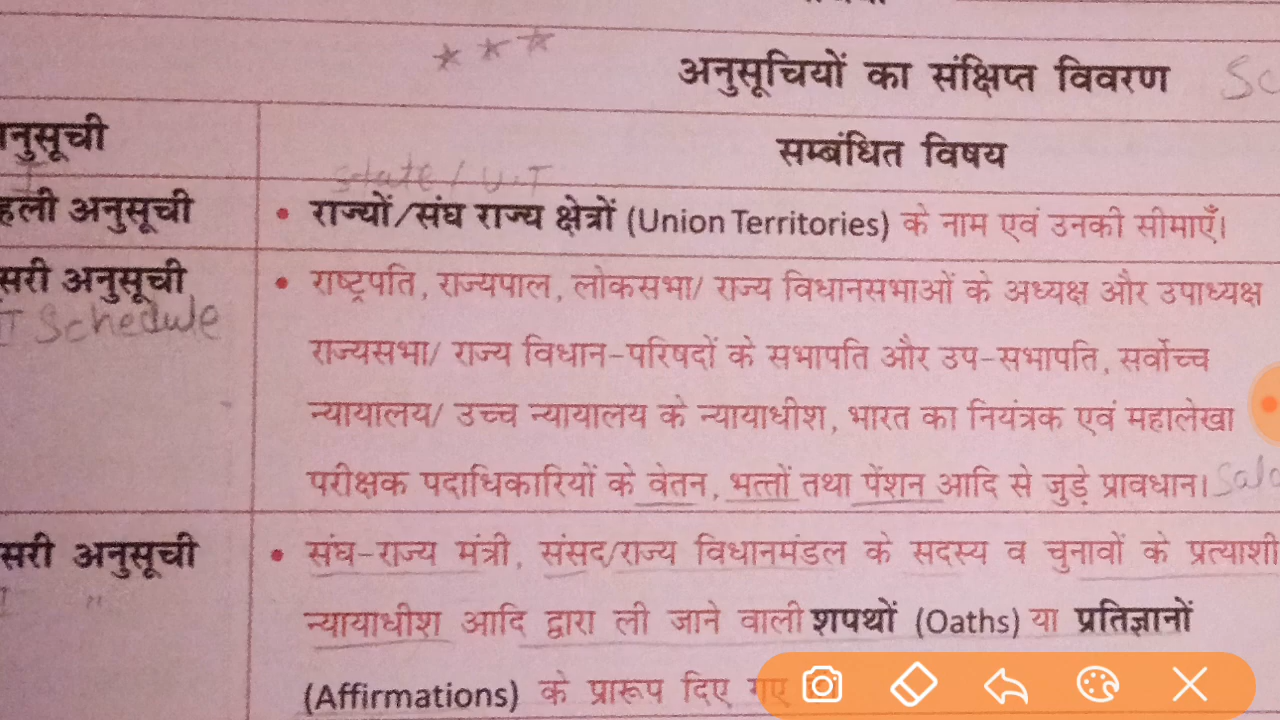 अनुसूचियों का संक्षिप्त विवरण
नुसूची
सम्बंधित विषय
state / U.T
हली अनुसूची
• राज्यों/संघ राज्य क्षेत्रों (Union Territories) के नाम एवं उनकी सीमाएँ।
सरी अनुसूची
Schedule
• राष्ट्रपति, राज्यपाल, लोकसभा/ राज्य विधानसभाओं के अध्यक्ष और उपाध्यक्ष
राज्यसभा/ राज्य विधान-परिषदों के सभापति और उप-सभापति, सर्वोच्च
न्यायालय/ उच्च न्यायालय के न्यायाधीश, भारत का नियंत्रक एवं महालेखा
परीक्षक पदाधिकारियों के वेतन, भत्तों तथा पेंशन आदि से जुड़े प्रावधान।
सरी अनुसूची
• संघ-राज्य मंत्री, संसद/राज्य विधानमंडल के सदस्य व चुनावों के प्रत्याशी
न्यायाधीश आदि द्वारा ली जाने वाली शपथों (Oaths) या प्रतिज्ञानों
(Affirmations) के प्रारूप दिए गए